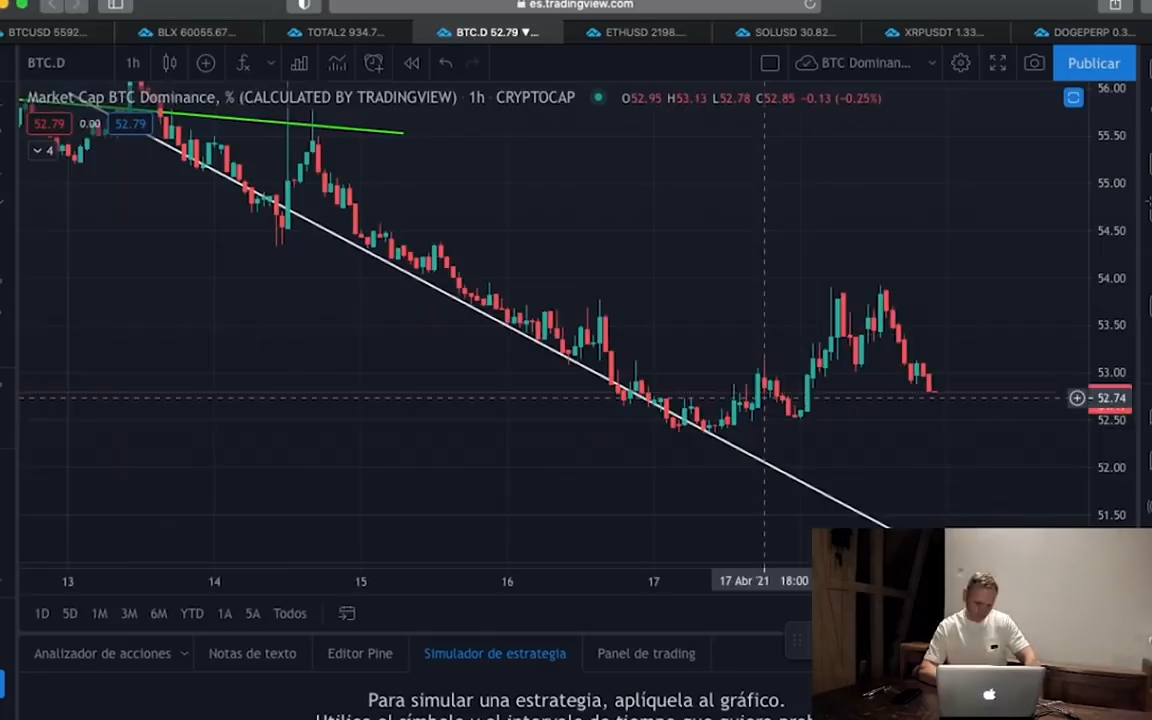 es.tradingview.com
BTCUSD 5592...
BLX 60055.67...
TOTAL2 934.7...
BTC.D 52.79 ▼...
ETHUSD 2198....
SOLUSD 30.82...
XRPUSDT 1.33...
DOGEPERP 0.3...
BTC.D
1h
BTC Dominan...
Publicar
Market Cap BTC Dominance, % (CALCULATED BY TRADINGVIEW) · 1h · CRYPTOCAP
O52.95 H53.13 L52.78 C52.85 -0.13 (-0.25%)
52.79 0.00 52.79
4
56.00
55.50
55.00
54.50
54.00
53.50
53.00
52.74
52.50
52.00
51.50
13 14 15 16 17 17 Abr '21 18:00
1D 5D 1M 3M 6M YTD 1A 5A Todos
Analizador de acciones Notas de texto Editor Pine Simulador de estrategia Panel de trading
Para simular una estrategia, aplíquela al gráfico.